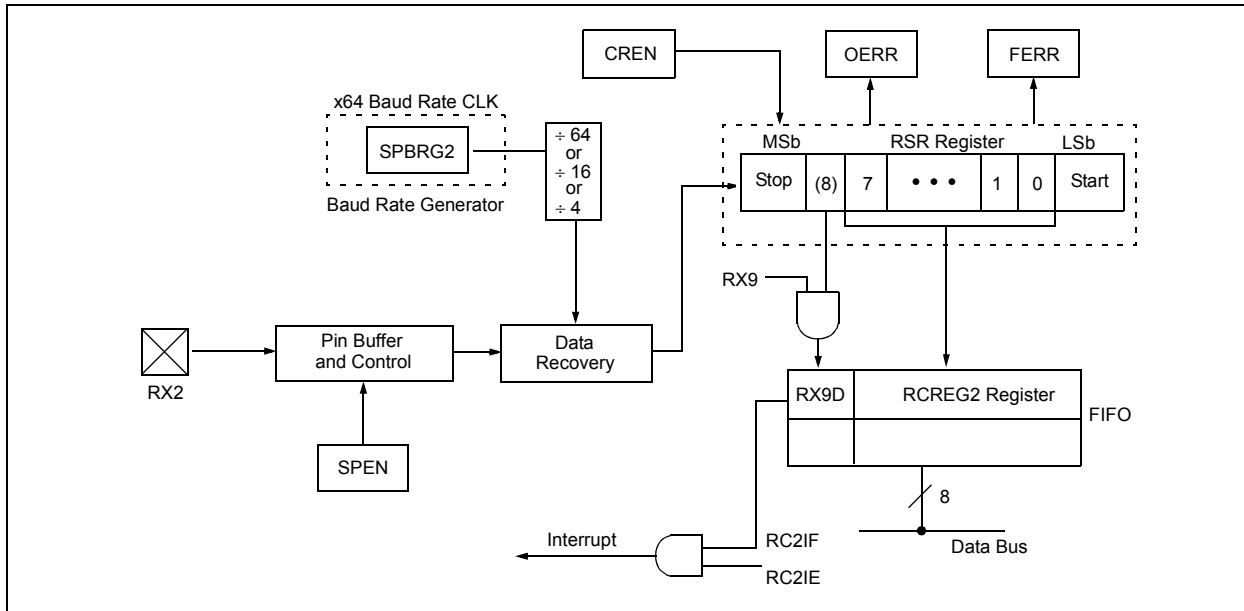 CREN
OERR
FERR
x64 Baud Rate CLK
SPBRG2
Baud Rate Generator
÷ 64
or
÷ 16
or
÷ 4
MSb
RSR Register
LSb
Stop
(8)
7
• • •
1
0
Start
RX9
RX2
Pin Buffer
and Control
Data
Recovery
SPEN
RX9D
RCREG2 Register
FIFO
8
Data Bus
Interrupt
RC2IF
RC2IE